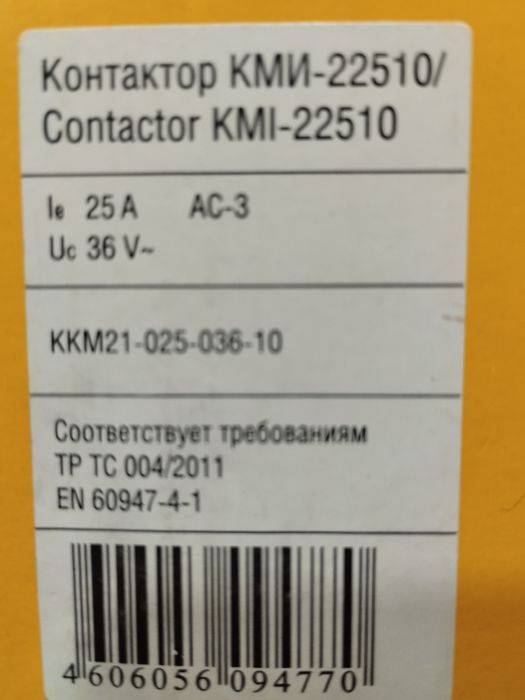 Контактор КМИ-22510/
Contactor KMI-22510
Ie 25 A AC-3
Uc 36 V~
KKM21-025-036-10
Соответствует требованиям
ТР ТС 004/2011
EN 60947-4-1
4 606056 094770